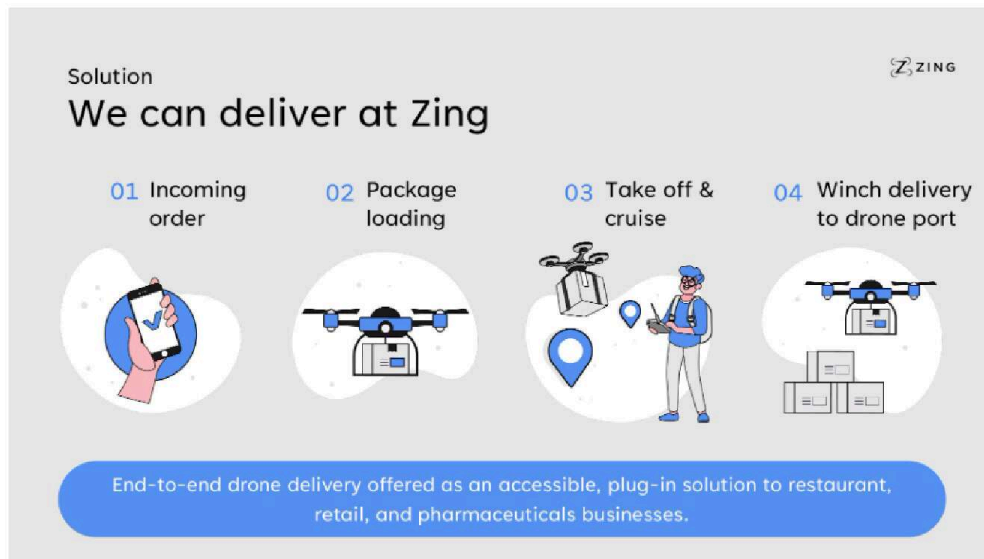 Solution
ZING
We can deliver at Zing
01 Incoming
order
02 Package
loading
03 Take off &
cruise
04 Winch delivery
to drone port
End-to-end drone delivery offered as an accessible, plug-in solution to restaurant,
retail, and pharmaceuticals businesses.